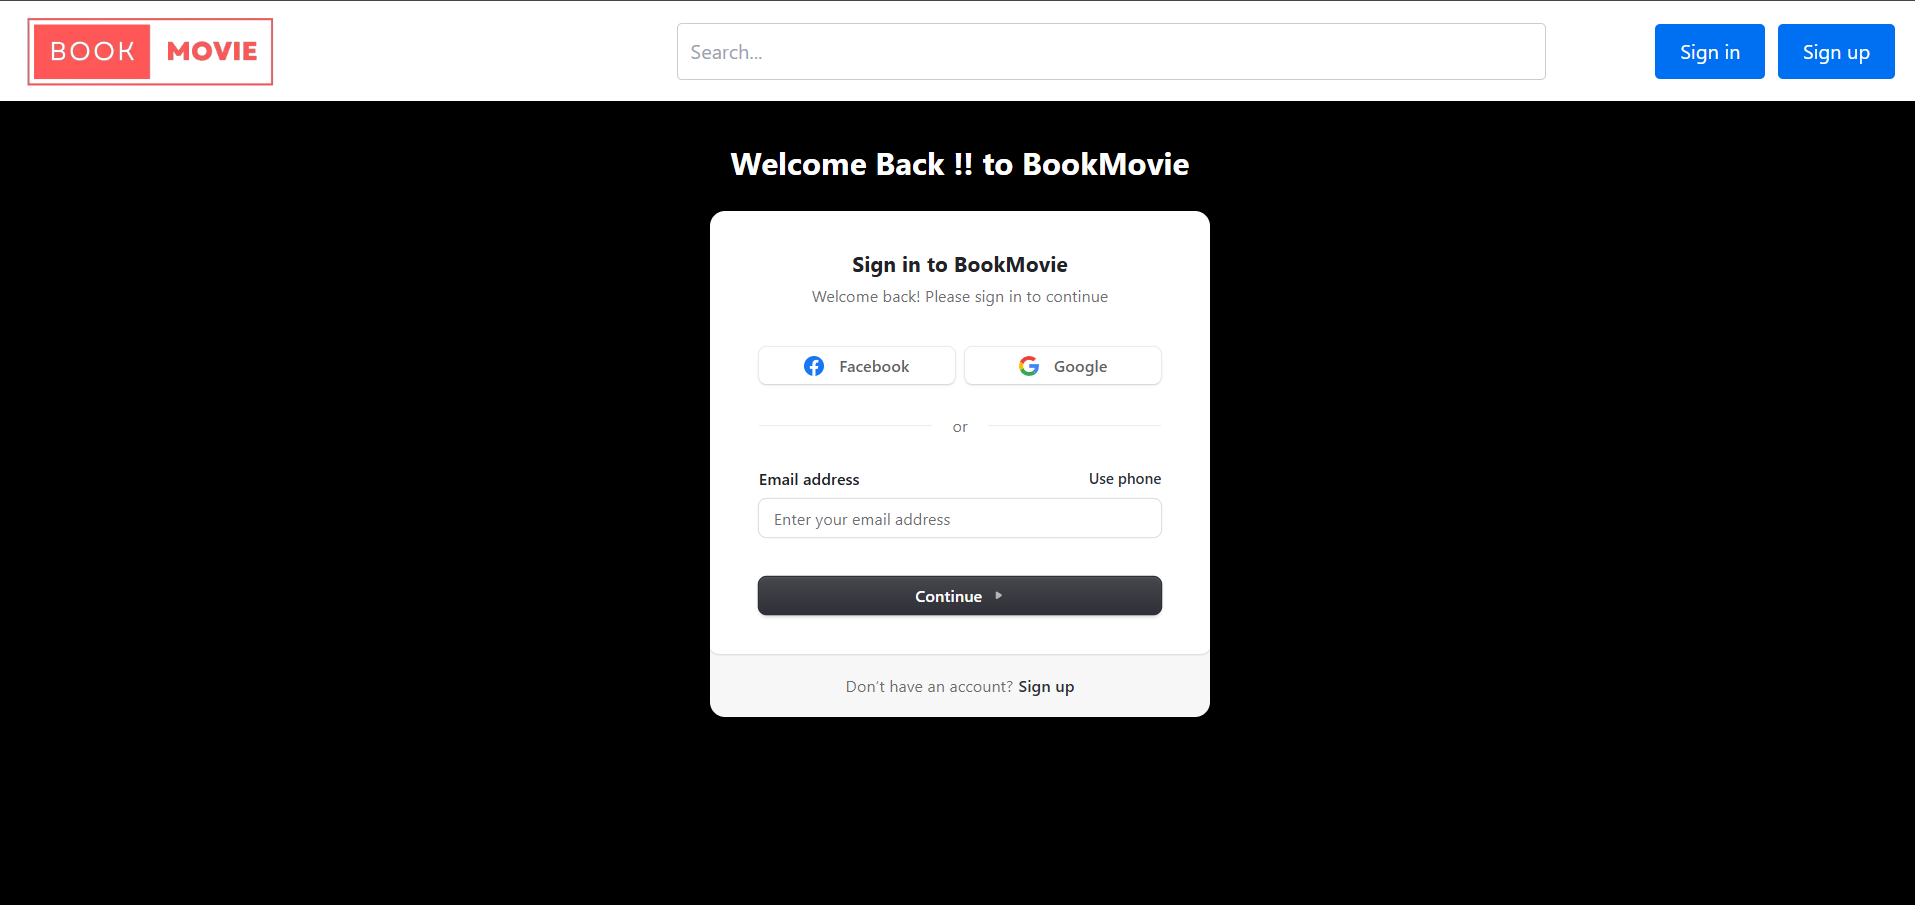 BOOK MOVIE
Search...
Sign in
Sign up
Welcome Back !! to BookMovie
Sign in to BookMovie
Welcome back! Please sign in to continue
Facebook
Google
or
Email address
Use phone
Enter your email address
Continue
Don’t have an account? Sign up